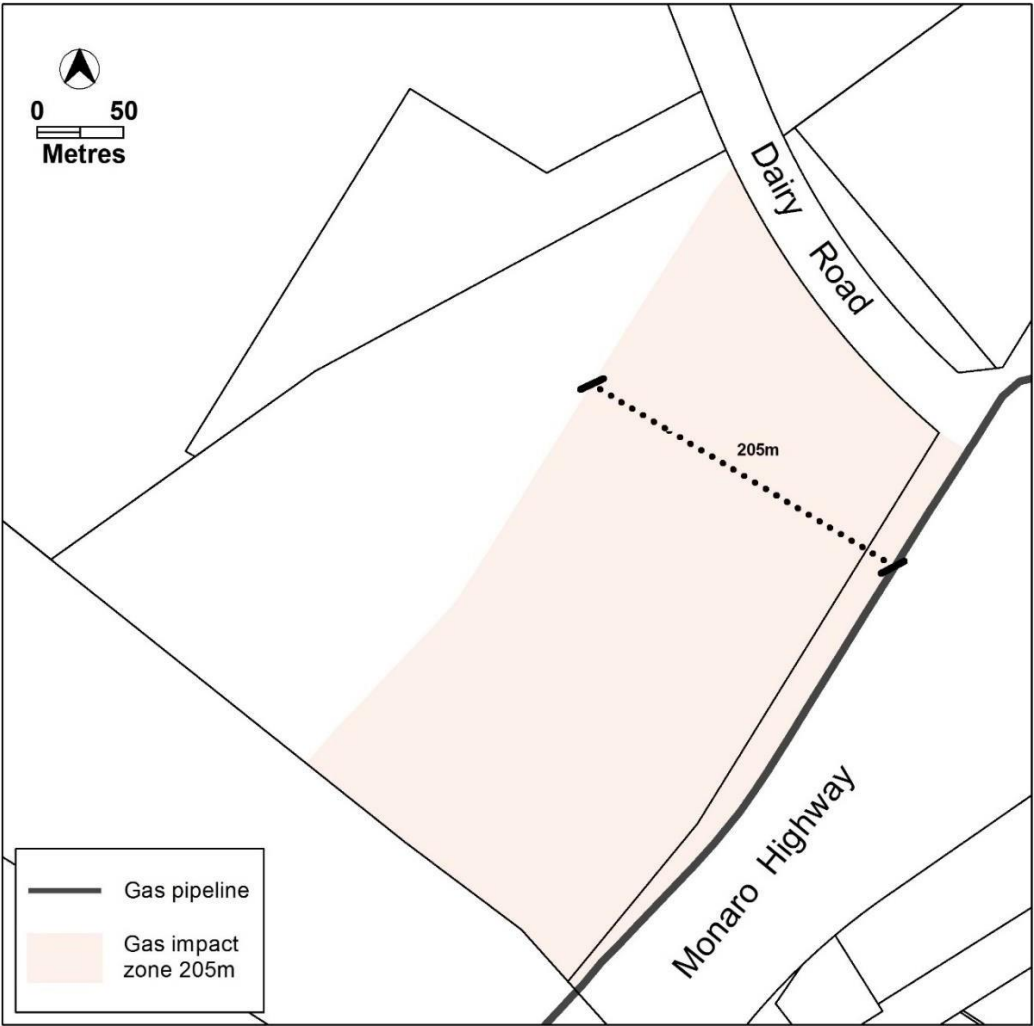 0 50
Metres
Dairy Road
205m
Monaro Highway
Gas pipeline
Gas impact
zone 205m